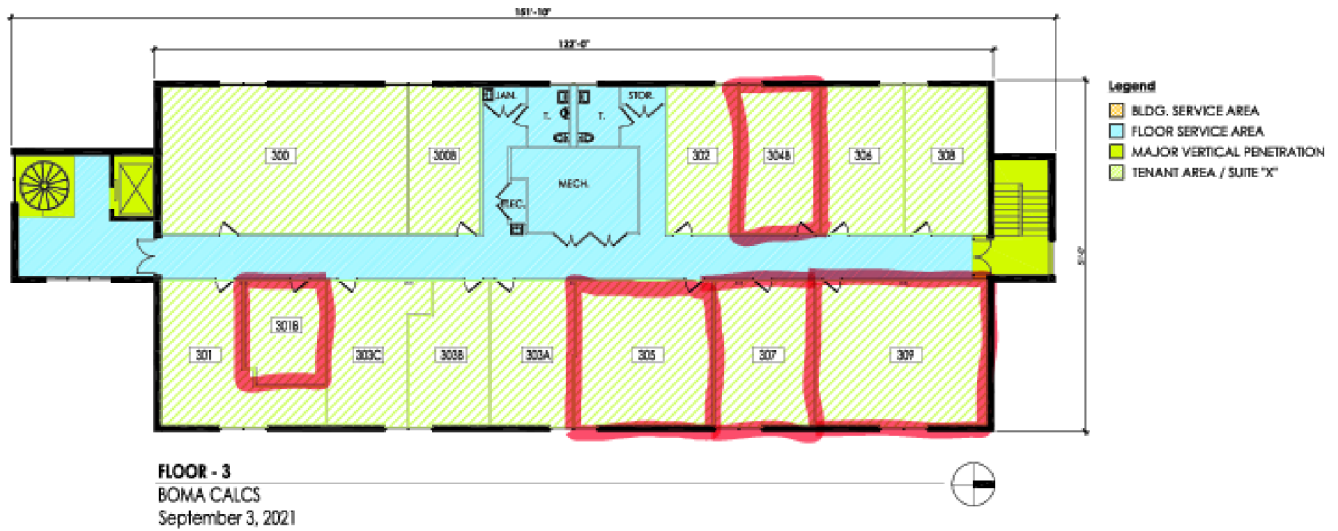 151'-10"
122'-0"
Legend
BLDG. SERVICE AREA
FLOOR SERVICE AREA
MAJOR VERTICAL PENETRATION
TENANT AREA / SUITE "X"
JAN.
STOR.
T.
T.
300
300B
302
304B
306
308
MECH.
ELEC.
51'-0"
301B
301
303C
303B
303A
305
307
309
FLOOR - 3
BOMA CALCS
September 3, 2021